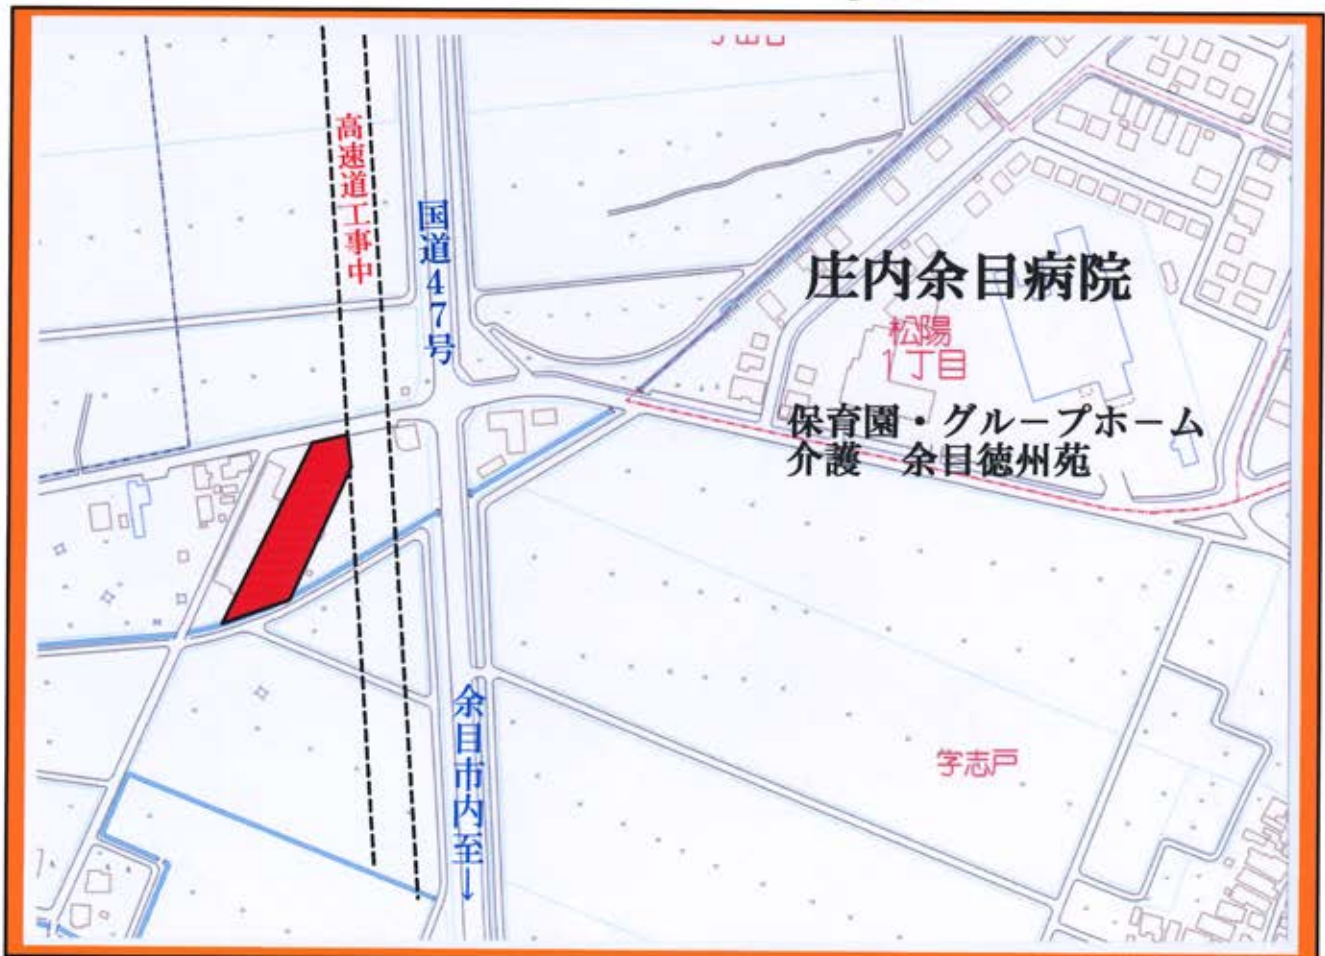 高速道工事中
国道47号
庄内余目病院
松陽
1丁目
保育園・グループホーム
介護 余目徳州苑
余目市内至↓
字志戸